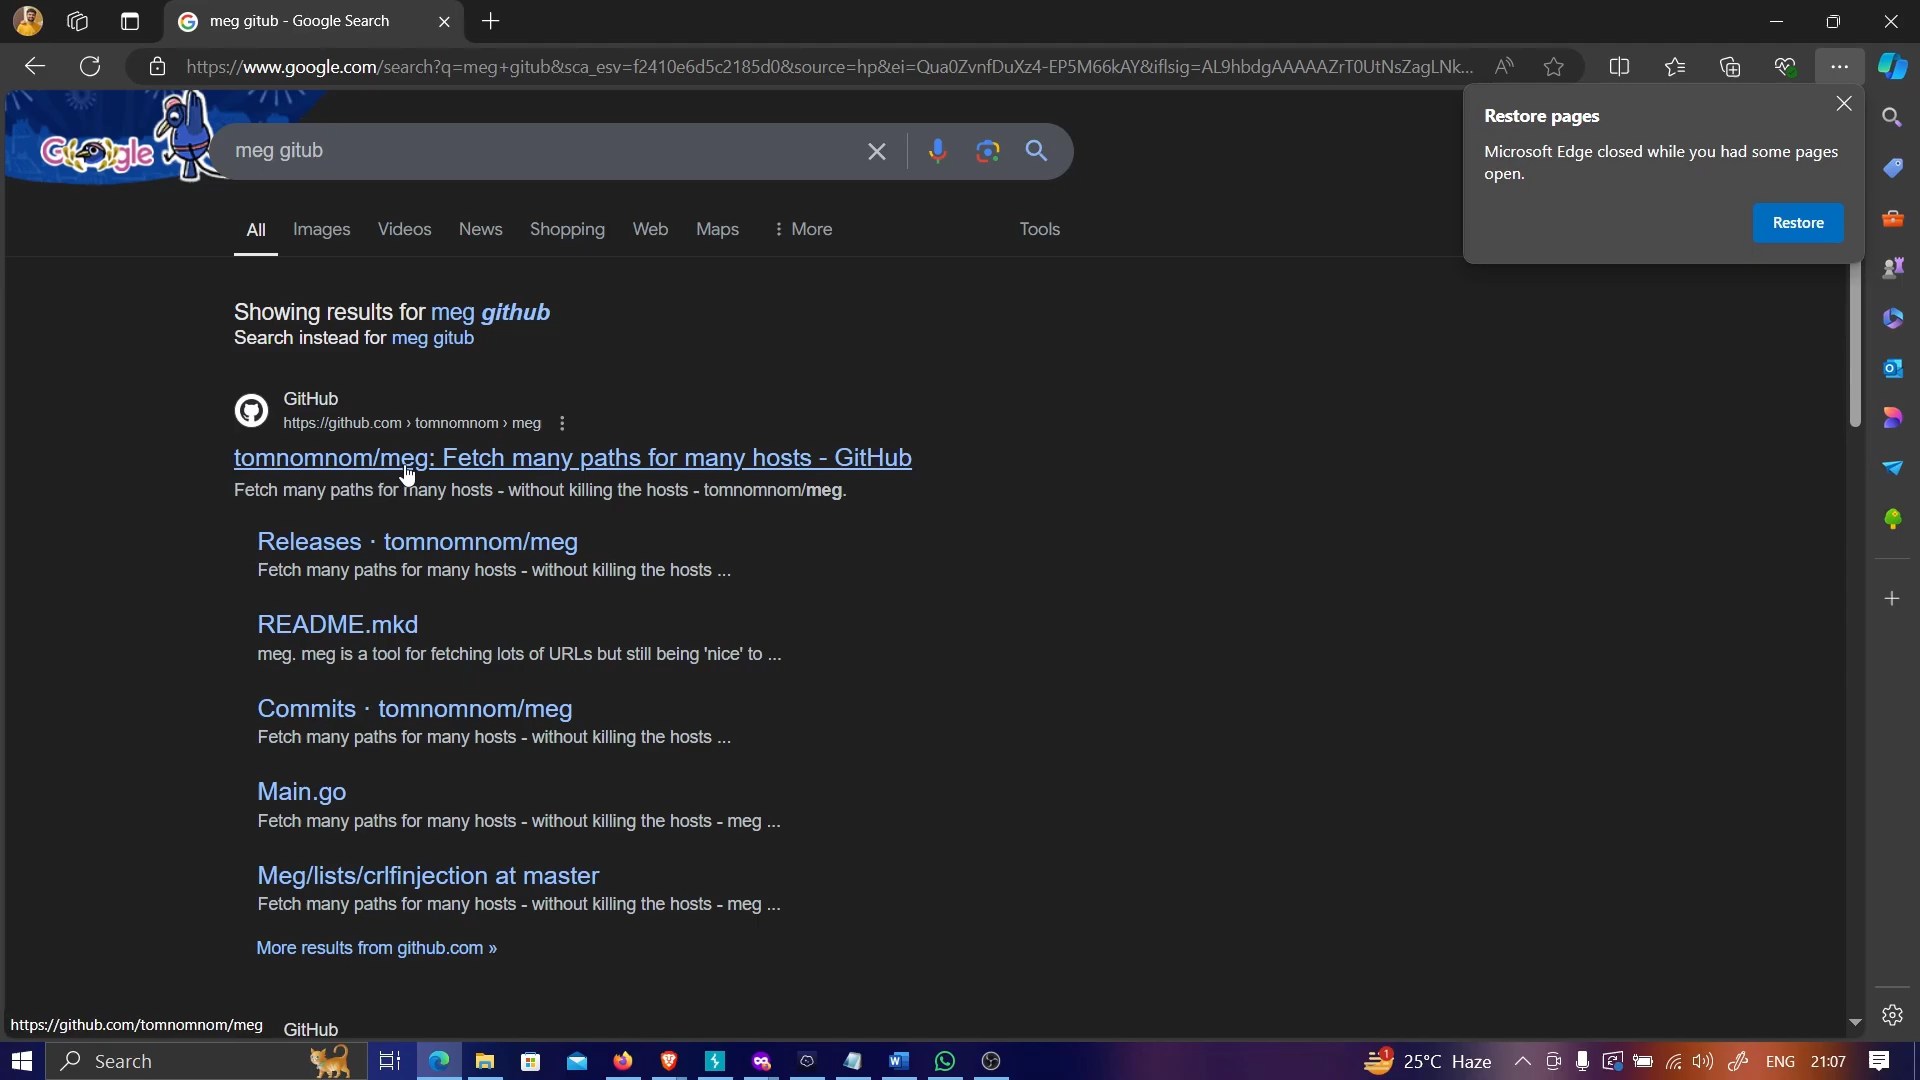 meg gitub - Google Search
https://www.google.com/search?q=meg+gitub&sca_esv=f2410e6d5c2185d0&source=hp&ei=Qua0ZvnfDuXz4-EP5M66kAY&iflsig=AL9hbdgAAAAAZrT0UtNsZagLNk...
Restore pages
Microsoft Edge closed while you had some pages
open.
Restore
Google
meg gitub
All
Images
Videos
News
Shopping
Web
Maps
More
Tools
Showing results for meg github
Search instead for meg gitub
GitHub
https://github.com › tomnomnom › meg
tomnomnom/meg: Fetch many paths for many hosts - GitHub
Fetch many paths for many hosts - without killing the hosts - tomnomnom/meg.
Releases · tomnomnom/meg
Fetch many paths for many hosts - without killing the hosts ...
README.mkd
meg. meg is a tool for fetching lots of URLs but still being 'nice' to ...
Commits · tomnomnom/meg
Fetch many paths for many hosts - without killing the hosts ...
Main.go
Fetch many paths for many hosts - without killing the hosts - meg ...
Meg/lists/crlfinjection at master
Fetch many paths for many hosts - without killing the hosts - meg ...
More results from github.com »
https://github.com/tomnomnom/meg
GitHub
Search
1
25°C Haze
ENG
21:07